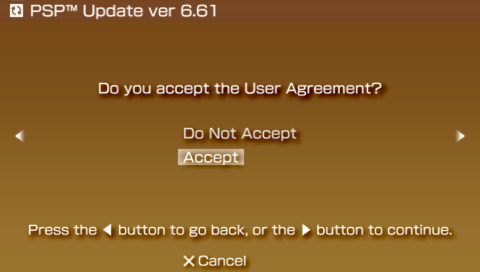 PSP™ Update ver 6.61
Do you accept the User Agreement?
Do Not Accept
Accept
Press the ◀ button to go back, or the ▶ button to continue.
✕ Cancel